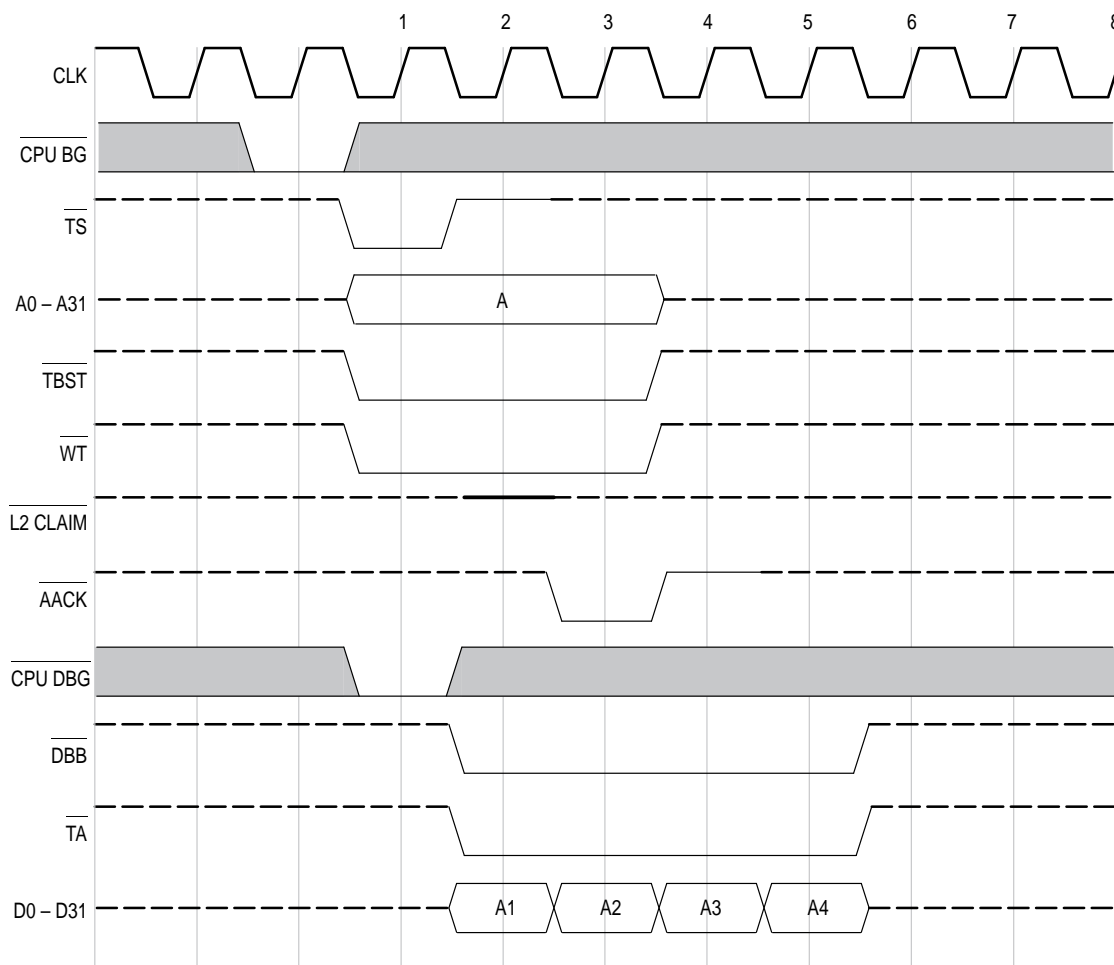 1 2 3 4 5 6 7 8
CLK
CPU BG
TS
A0 – A31
A
TBST
WT
L2 CLAIM
AACK
CPU DBG
DBB
TA
D0 – D31
A1 A2 A3 A4